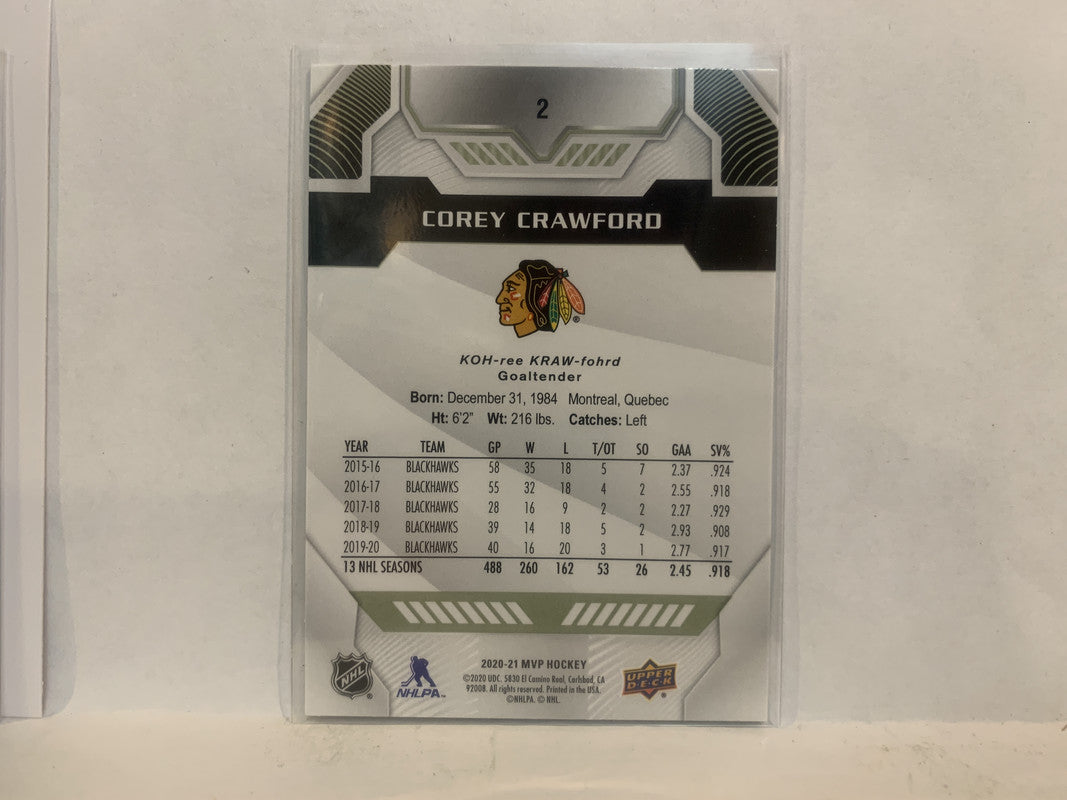 2
COREY CRAWFORD
®
KOH-ree KRAW-fohrd
Goaltender
Born: December 31, 1984 Montreal, Quebec
Ht: 6'2" Wt: 216 lbs. Catches: Left
YEAR TEAM GP W L T/OT SO GAA SV%
2015-16 BLACKHAWKS 58 35 18 5 7 2.37 .924
2016-17 BLACKHAWKS 55 32 18 4 2 2.55 .918
2017-18 BLACKHAWKS 28 16 9 2 2 2.27 .929
2018-19 BLACKHAWKS 39 14 18 5 2 2.93 .908
2019-20 BLACKHAWKS 40 16 20 3 1 2.77 .917
13 NHL SEASONS 488 260 162 53 26 2.45 .918
NHL ®
NHLPA™
2020-21 MVP HOCKEY
©2020 UDC. 5830 El Camino Real, Carlsbad, CA
92008. All rights reserved. Printed in the USA.
©NHLPA. © NHL.
UPPER
DECK ®